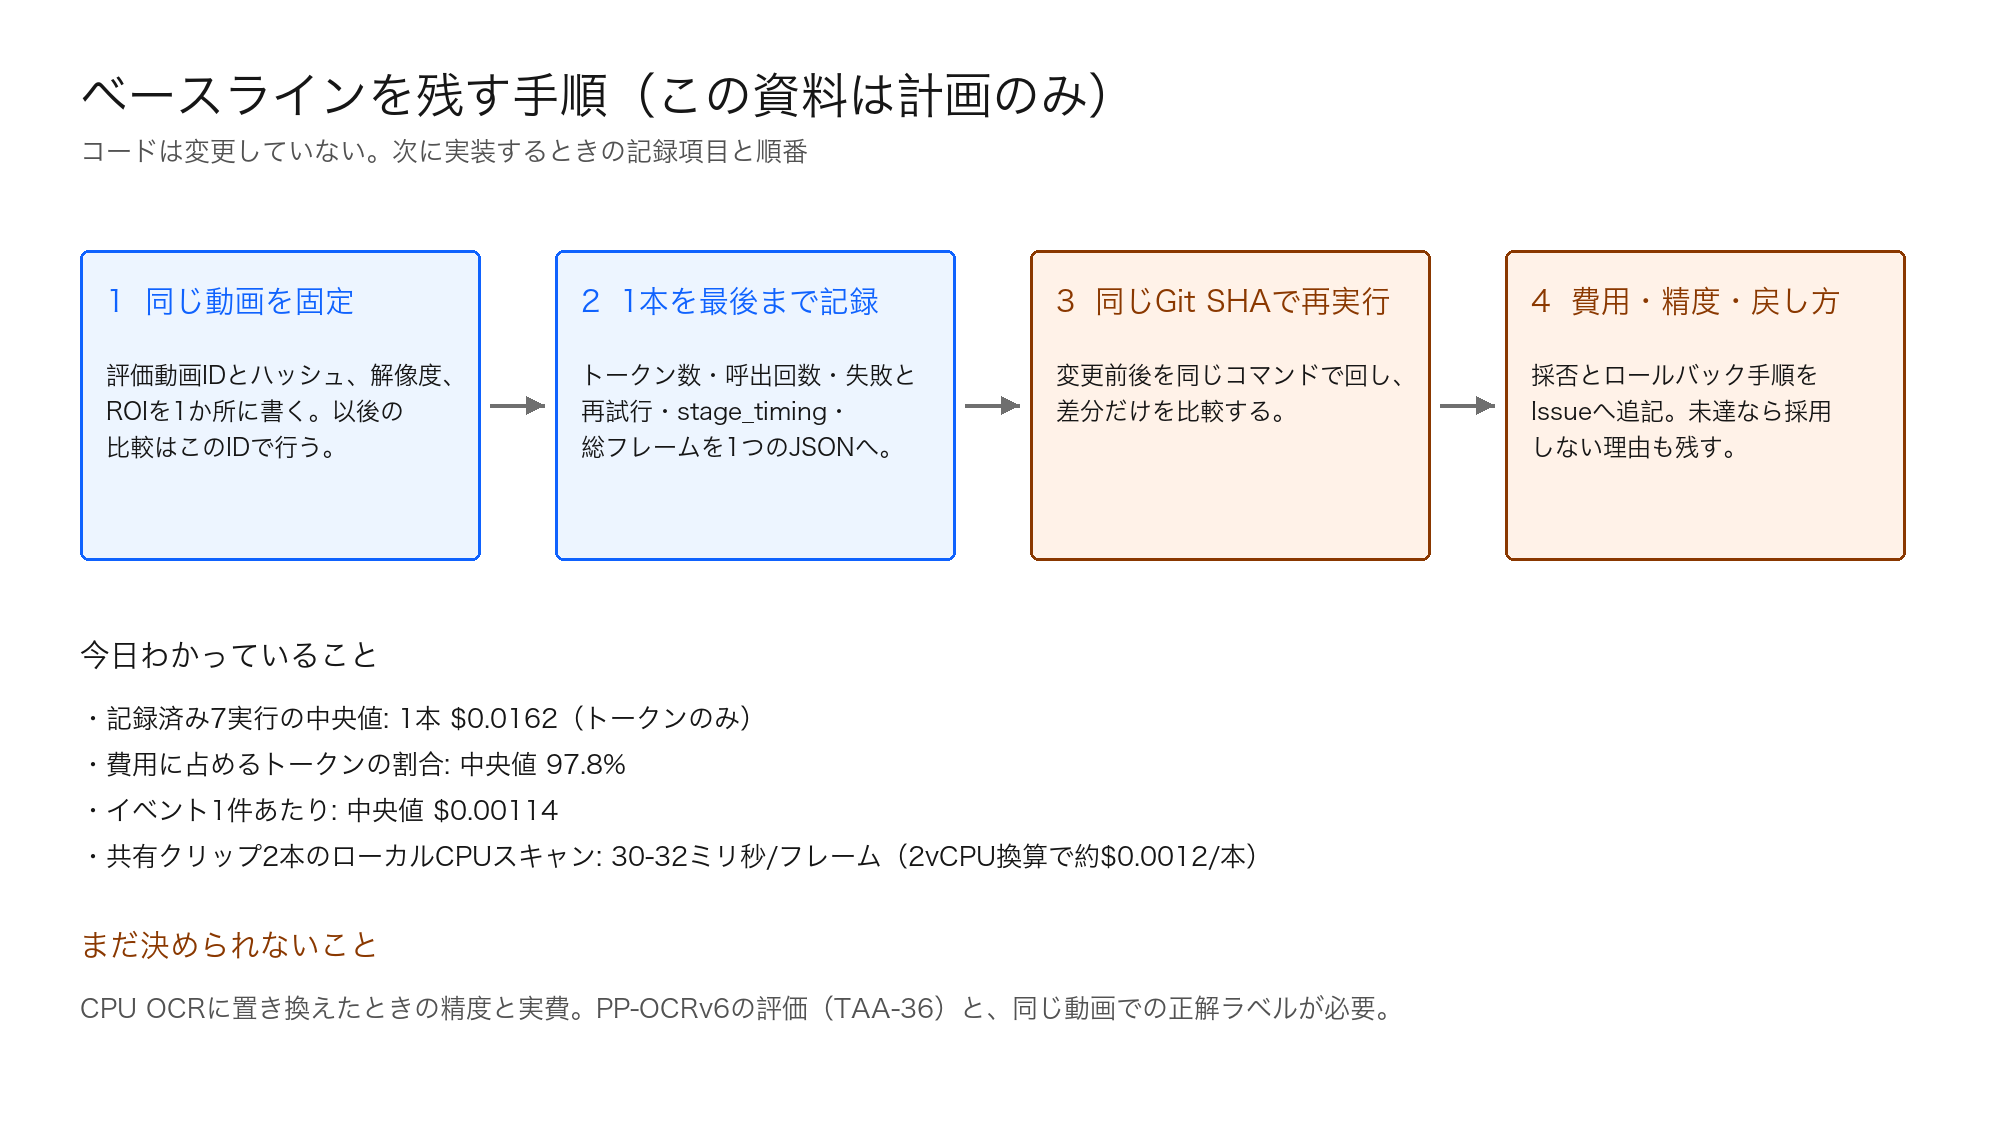 ベースラインを残す手順（この資料は計画のみ）
コードは変更していない。次に実装するときの記録項目と順番
1 同じ動画を固定
評価動画IDとハッシュ、解像度、
ROIを1か所に書く。以後の
比較はこのIDで行う。
2 1本を最後まで記録
トークン数・呼出回数・失敗と
再試行・stage_timing・
総フレームを1つのJSONへ。
3 同じGit SHAで再実行
変更前後を同じコマンドで回し、
差分だけを比較する。
4 費用・精度・戻し方
採否とロールバック手順を
Issueへ追記。未達なら採用
しない理由も残す。
今日わかっていること
・記録済み7実行の中央値: 1本 $0.0162（トークンのみ）
・費用に占めるトークンの割合: 中央値 97.8%
・イベント1件あたり: 中央値 $0.00114
・共有クリップ2本のローカルCPUスキャン: 30-32ミリ秒/フレーム（2vCPU換算で約$0.0012/本）
まだ決められないこと
CPU OCRに置き換えたときの精度と実費。PP-OCRv6の評価（TAA-36）と、同じ動画での正解ラベルが必要。